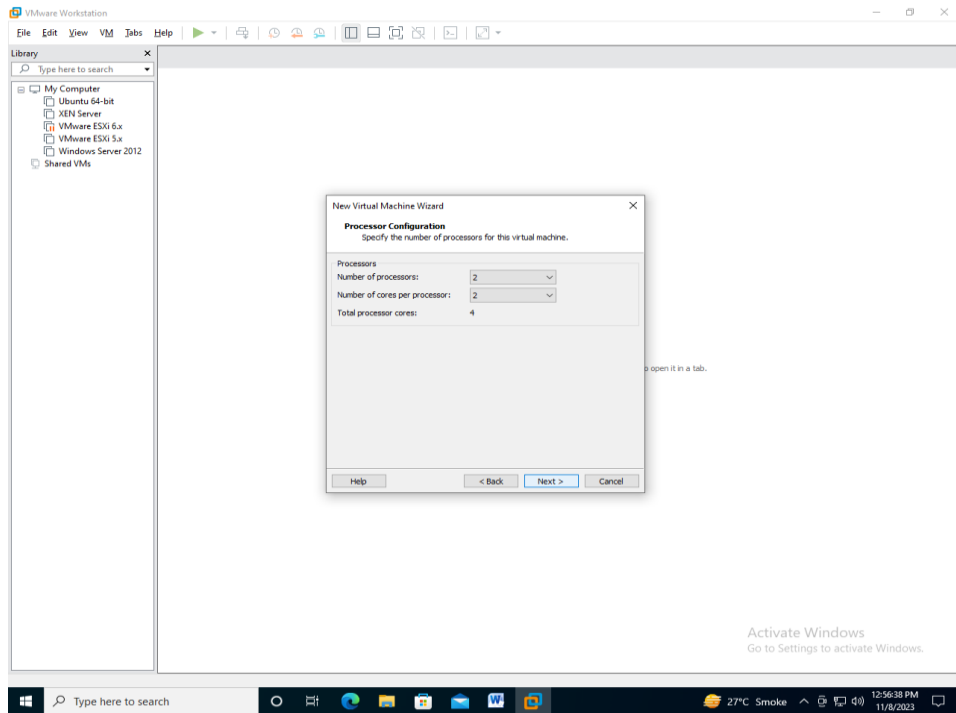 VMware Workstation
File Edit View VM Tabs Help
Library
Type here to search
My Computer
Ubuntu 64-bit
XEN Server
VMware ESXi 6.x
VMware ESXi 5.x
Windows Server 2012
Shared VMs
New Virtual Machine Wizard
Processor Configuration
Specify the number of processors for this virtual machine.
Processors
Number of processors: 2
Number of cores per processor: 2
Total processor cores: 4
open it in a tab.
Help < Back Next > Cancel
Activate Windows
Go to Settings to activate Windows.
Type here to search
27°C Smoke 12:56:38 PM
11/8/2023